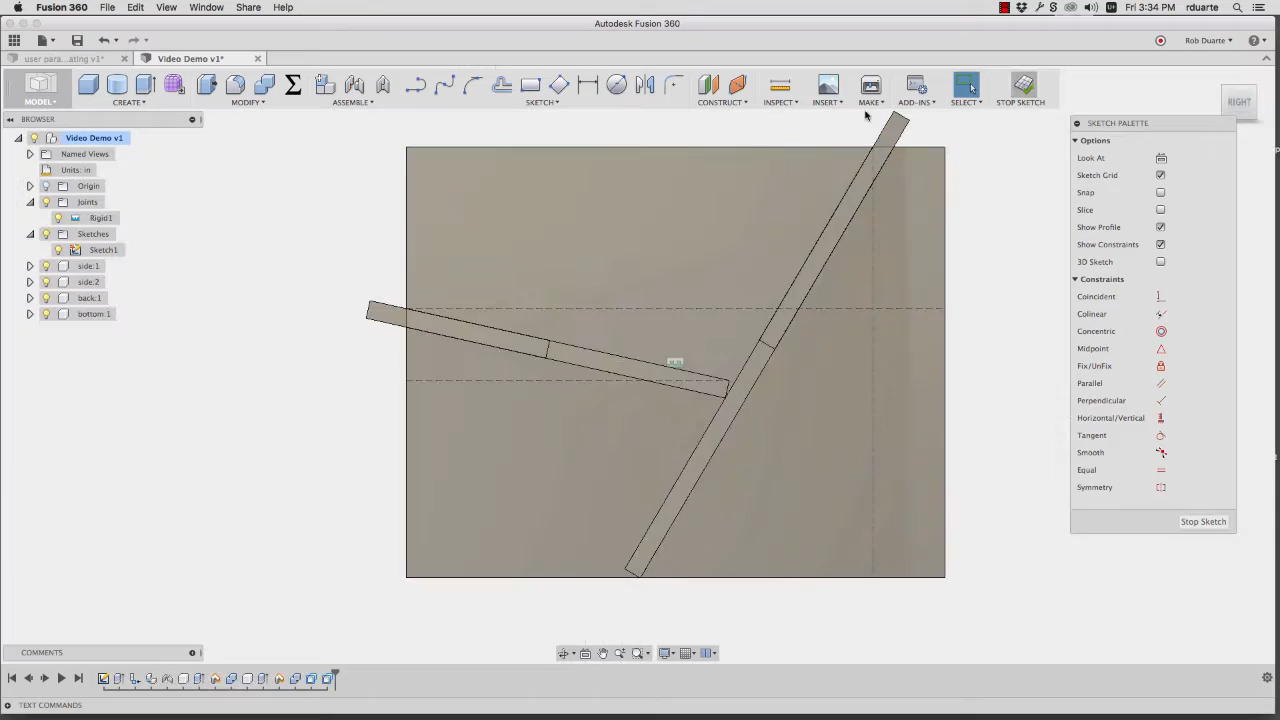 Fusion 360 File Edit View Window Share Help Fri 3:34 PM rduarte
Autodesk Fusion 360
Rob Duarte
user para...ating v1* Video Demo v1*
MODEL CREATE MODIFY ASSEMBLE SKETCH CONSTRUCT INSPECT INSERT MAKE ADD-INS SELECT STOP SKETCH
RIGHT
BROWSER
Video Demo v1
Named Views
Units: in
Origin
Joints
Rigid1
Sketches
Sketch1
side:1
side:2
back:1
bottom:1
SKETCH PALETTE
Options
Look At
Sketch Grid
Snap
Slice
Show Profile
Show Constraints
3D Sketch
Constraints
Coincident
Colinear
Concentric
Midpoint
Fix/UnFix
Parallel
Perpendicular
Horizontal/Vertical
Tangent
Smooth
Equal
Symmetry
Stop Sketch
COMMENTS
TEXT COMMANDS